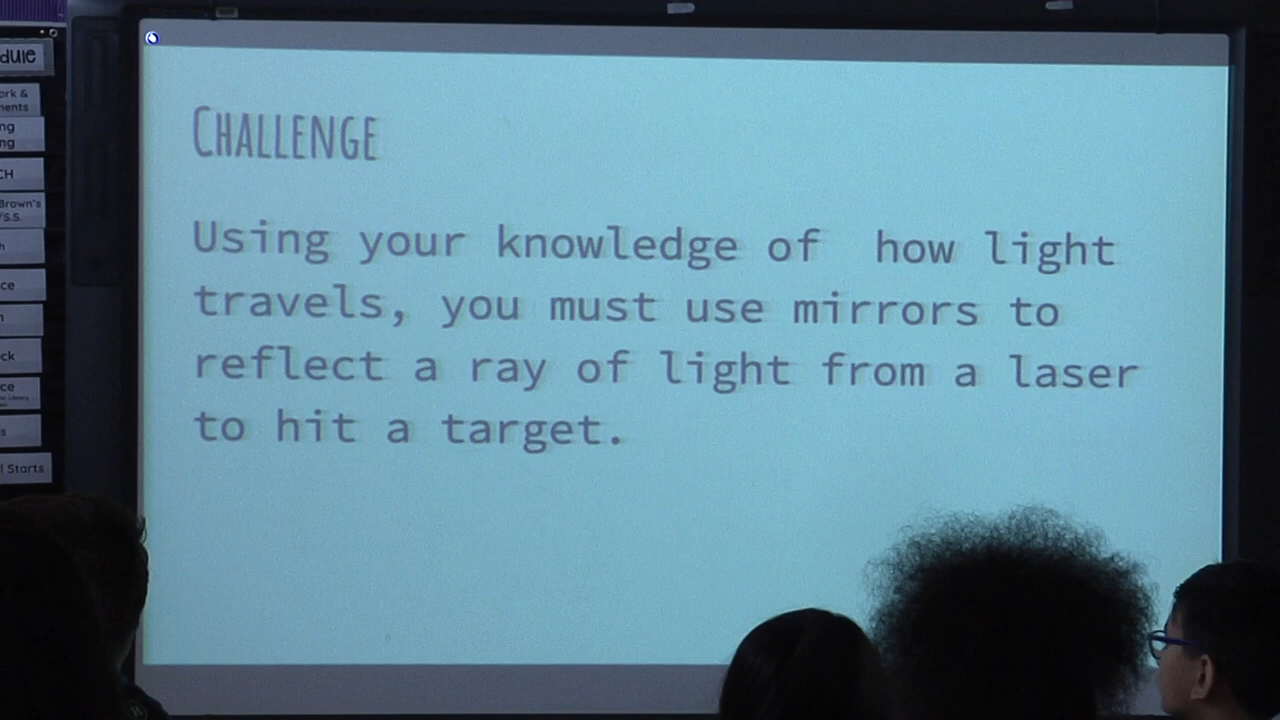 CHALLENGE
Using your knowledge of how light
travels, you must use mirrors to
reflect a ray of light from a laser
to hit a target.
Brown's
Starts